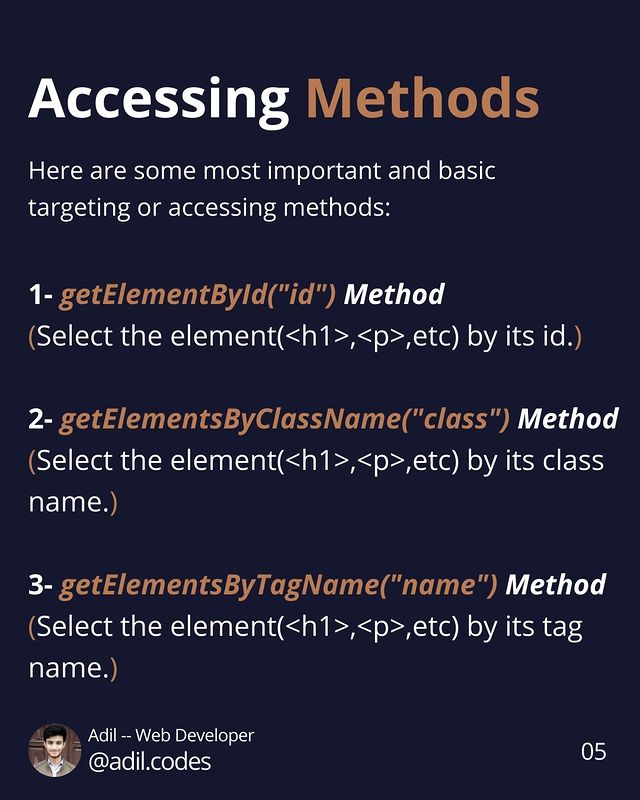 Accessing Methods
Here are some most important and basic
targeting or accessing methods:
1- getElementById("id") Method
(Select the element(<h1>,<p>,etc) by its id.)
2- getElementsByClassName("class") Method
(Select the element(<h1>,<p>,etc) by its class
name.)
3- getElementsByTagName("name") Method
(Select the element(<h1>,<p>,etc) by its tag
name.)
Adil -- Web Developer
@adil.codes
05